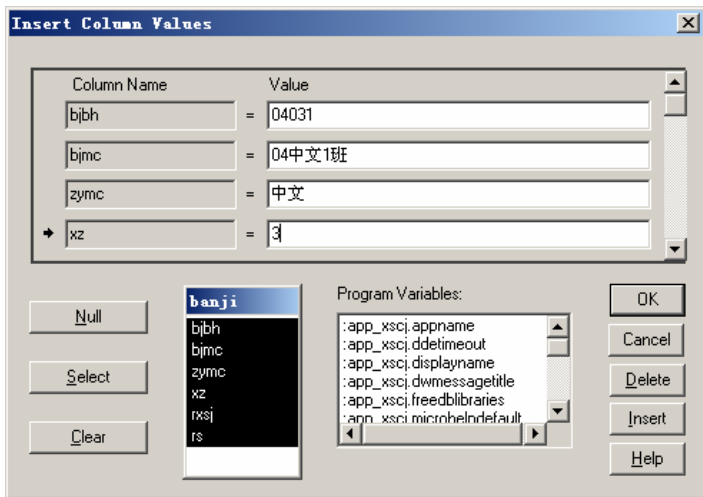 Insert Column Values
Column Name Value
bjbh = 04031
bjmc = 04中文1班
zymc = 中文
xz = 3
Null
Select
Clear
banji
bjbh
bjmc
zymc
xz
rxsj
rs
Program Variables:
:app_xscj.appname
:app_xscj.ddetimeout
:app_xscj.displayname
:app_xscj.dwmessagetitle
:app_xscj.freedblibraries
:app_xscj.microhelpdefault
OK
Cancel
Delete
Insert
Help